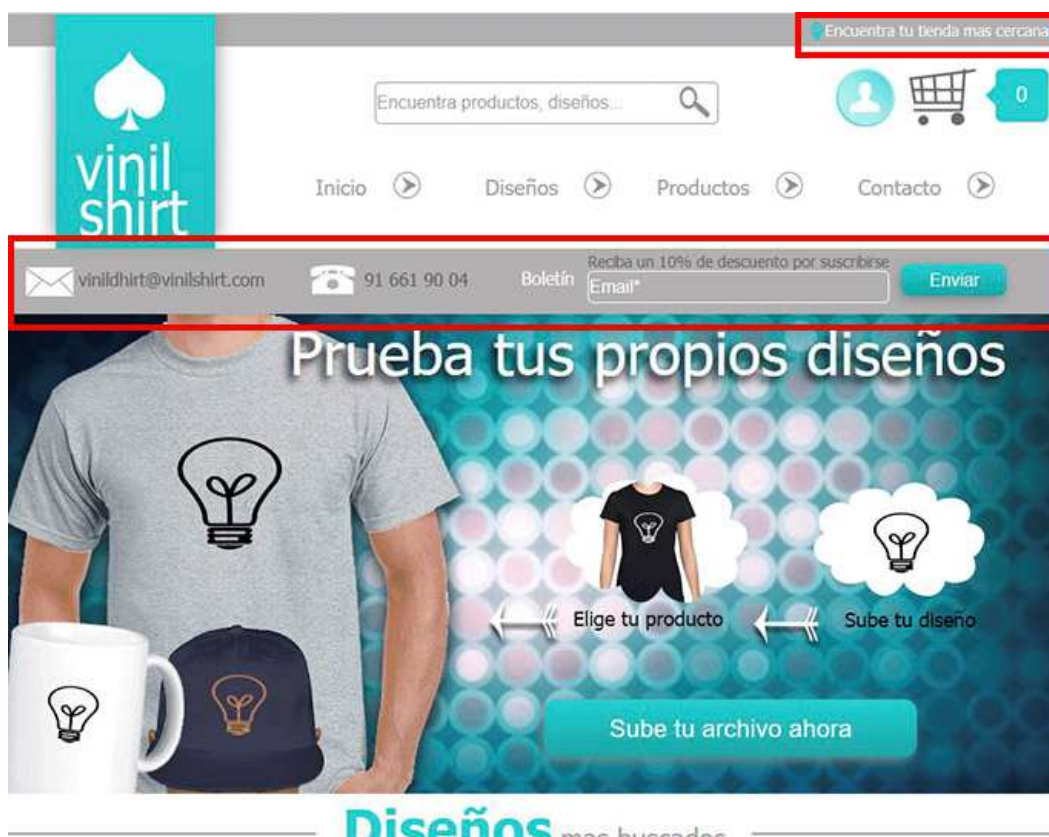 Encuentra tu tienda mas cercana
vinil
shirt
Encuentra productos, diseños...
0
Inicio Diseños Productos Contacto
vinildhirt@vinilshirt.com 91 661 90 04 Boletín
Reciba un 10% de descuento por suscribirse
Email*
Enviar
Prueba tus propios diseños
Elige tu producto Sube tu diseño
Sube tu archivo ahora
Diseños mas buscados